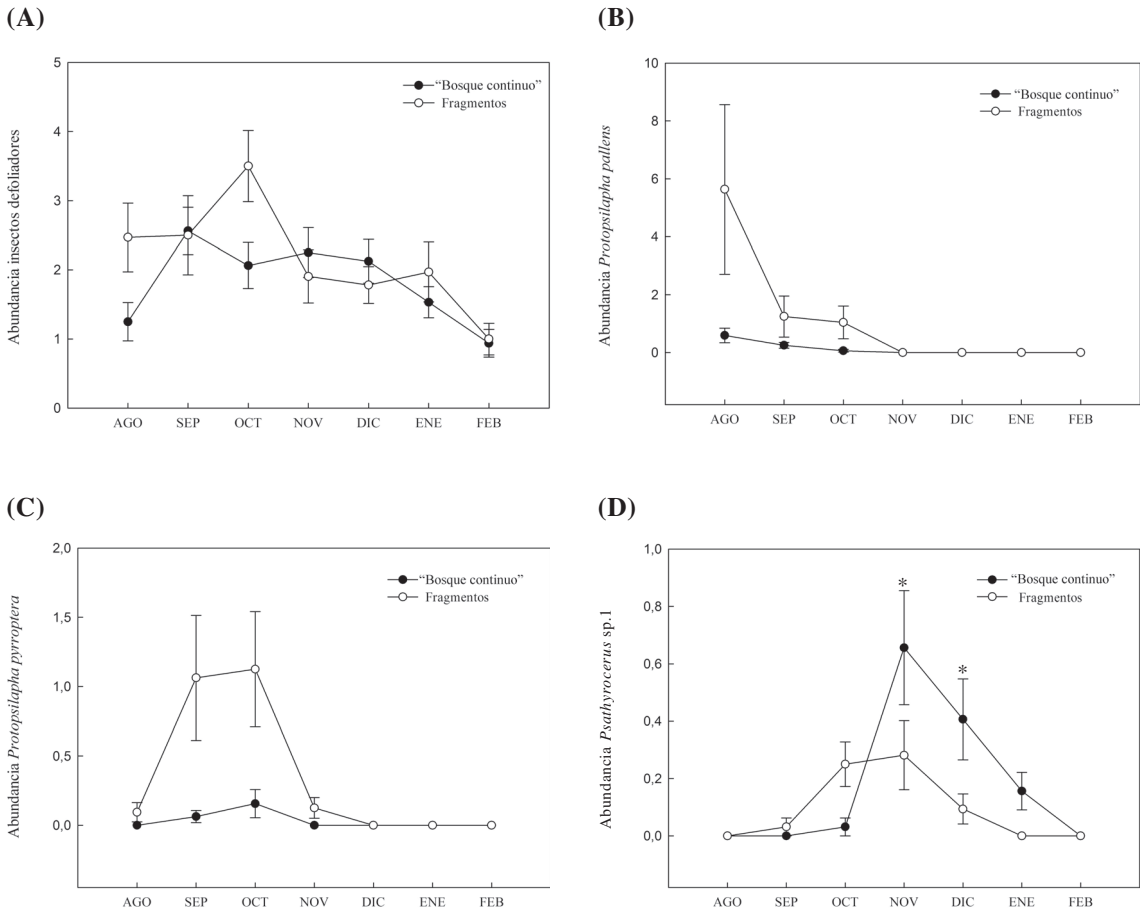 (A)
Abundancia insectos defoliadores
5
4
3
2
1
0
“Bosque continuo”
Fragmentos
AGO SEP OCT NOV DIC ENE FEB
(B)
Abundancia Protopsilapha pallens
10
8
6
4
2
0
“Bosque continuo”
Fragmentos
AGO SEP OCT NOV DIC ENE FEB
(C)
Abundancia Protopsilapha pyrroptera
2,0
1,5
1,0
0,5
0,0
“Bosque continuo”
Fragmentos
AGO SEP OCT NOV DIC ENE FEB
(D)
Abundancia Psathyrocerus sp.1
1,0
0,8
0,6
0,4
0,2
0,0
“Bosque continuo”
Fragmentos
*
*
AGO SEP OCT NOV DIC ENE FEB